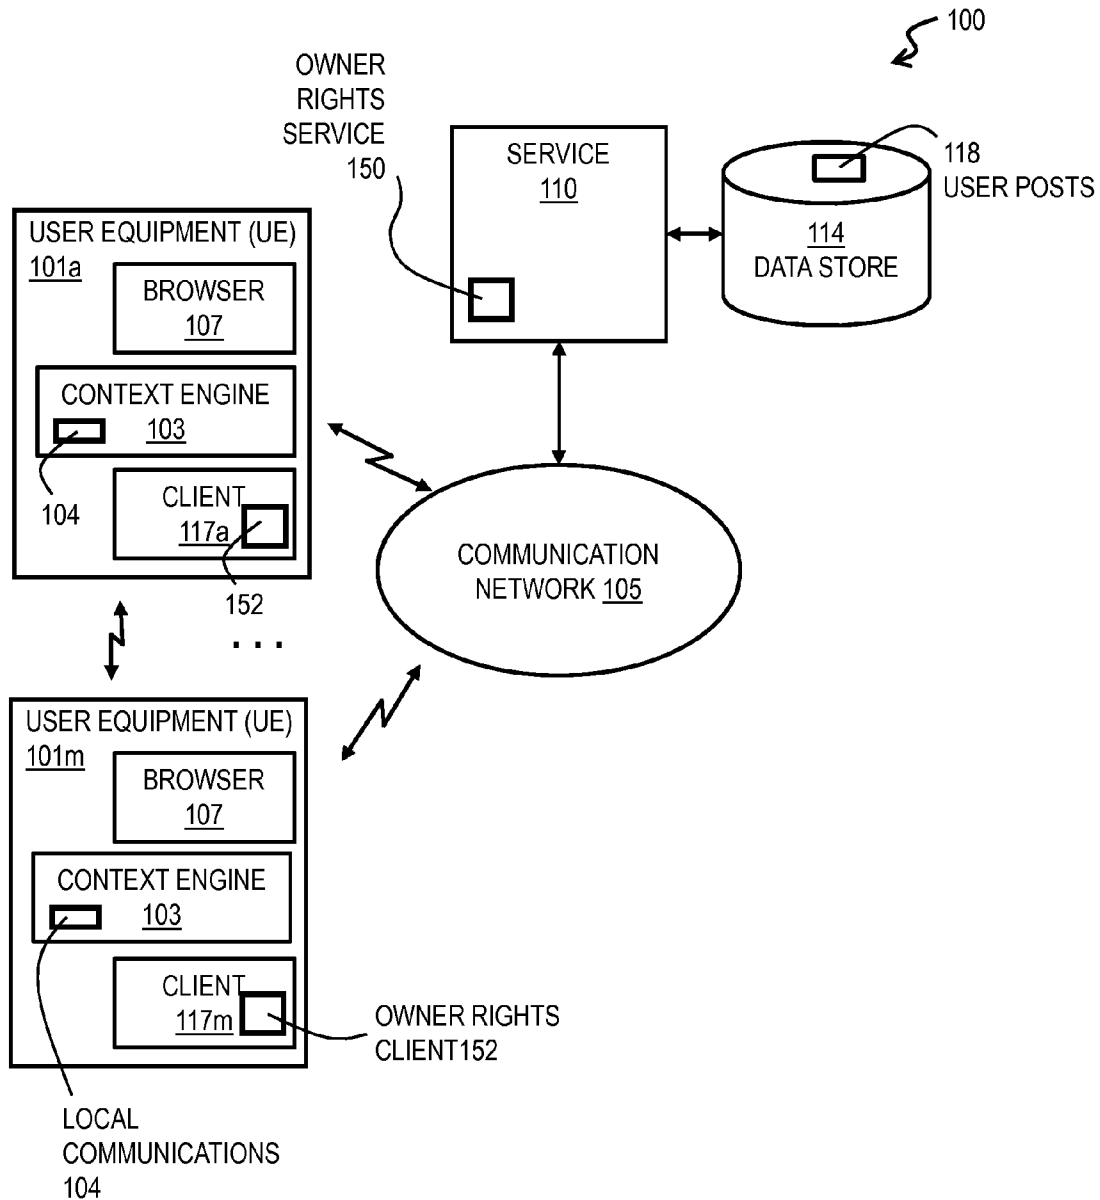 100
OWNER
RIGHTS
SERVICE
150
SERVICE
110
118
USER POSTS
114
DATA STORE
USER EQUIPMENT (UE)
101a
BROWSER
107
CONTEXT ENGINE
103
104
CLIENT
117a
152
COMMUNICATION
NETWORK 105
. . .
USER EQUIPMENT (UE)
101m
BROWSER
107
CONTEXT ENGINE
103
CLIENT
117m
OWNER RIGHTS
CLIENT152
LOCAL
COMMUNICATIONS
104